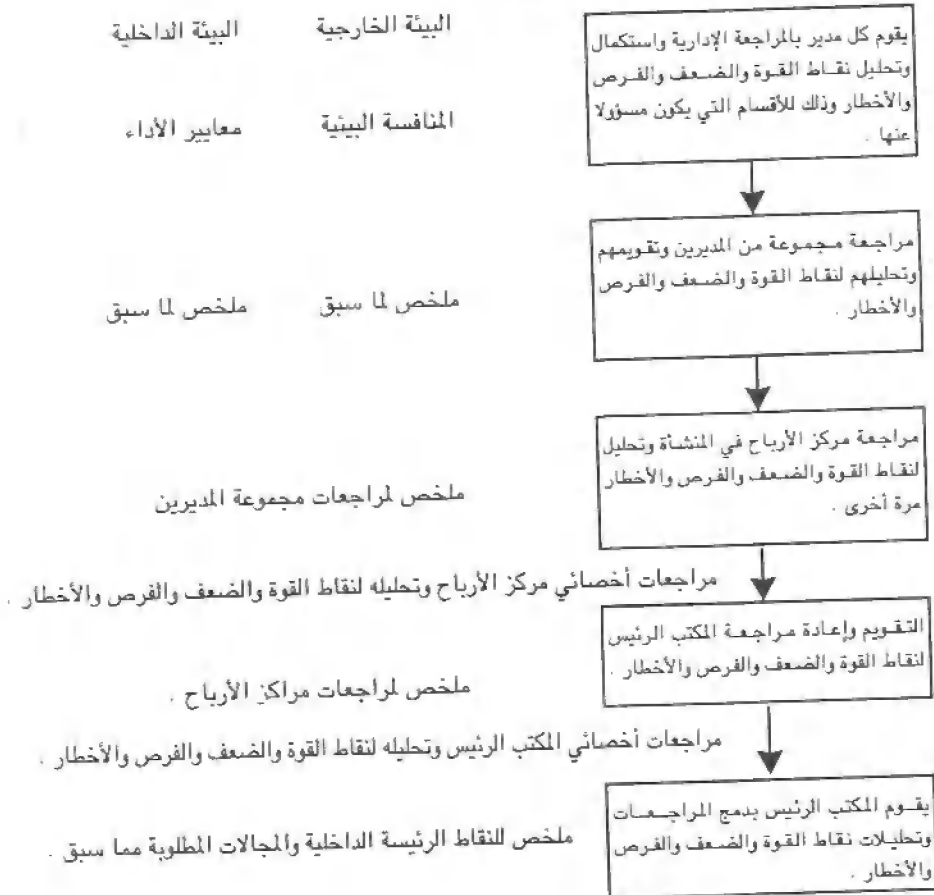 البيئة الخارجية
البيئة الداخلية
يقوم كل مدير بالمراجعة الإدارية واستكمال
وتحليل نقاط القوة والضعف والفرص
والأخطار وذلك للأقسام التي يكون مسؤولا
عنها .
المنافسة البيئية
معايير الأداء
مراجعة مجموعة من المديرين وتقويمهم
وتحليلهم لنقاط القوة والضعف والفرص
والأخطار .
ملخص لما سبق
ملخص لما سبق
مراجعة مركز الأرباح في المنشأة وتحليل
لنقاط القوة والضعف والفرص والأخطار
مرة أخرى .
ملخص لمراجعات مجموعة المديرين
مراجعات أخصائي مركز الأرباح وتحليله لنقاط القوة والضعف والفرص والأخطار .
التقويم وإعادة مراجعة المكتب الرئيس
لنقاط القوة والضعف والفرص والأخطار .
ملخص لمراجعات مراكز الأرباح .
مراجعات أخصائي المكتب الرئيس وتحليله لنقاط القوة والضعف والفرص والأخطار .
يقوم المكتب الرئيس بدمج المراجعات
وتحليلات نقاط القوة والضعف والفرص
والأخطار .
ملخص للنقاط الرئيسة الداخلية والمجالات المطلوبة مما سبق .